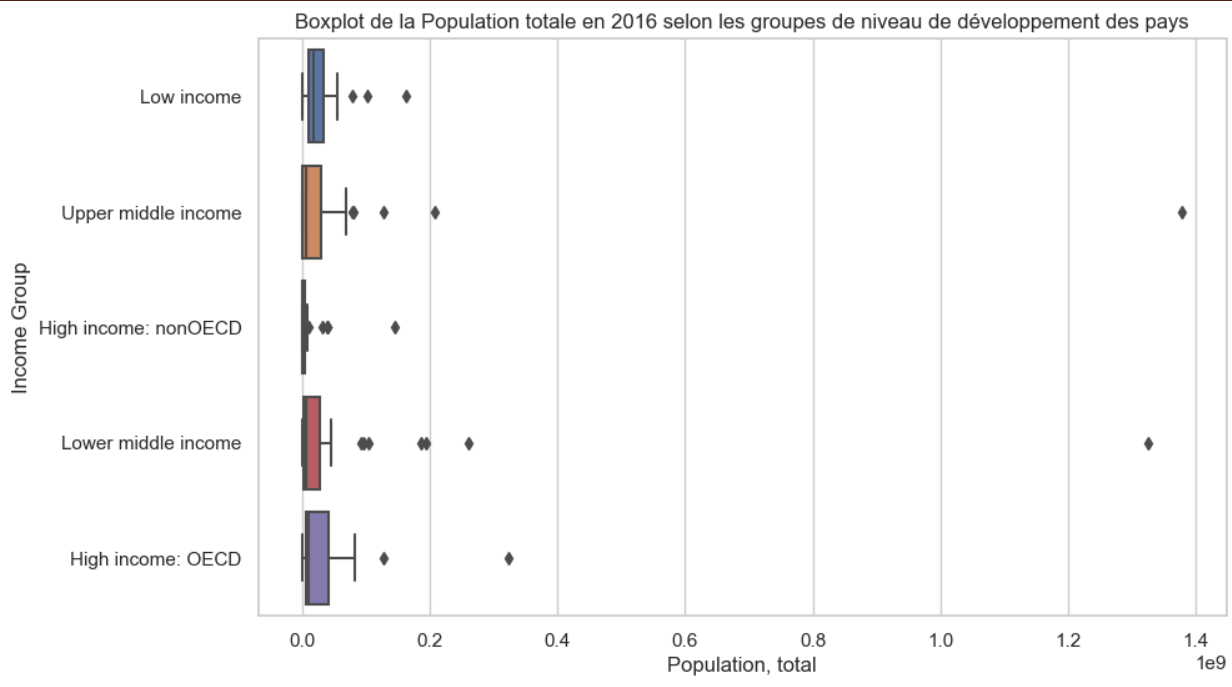 Boxplot de la Population totale en 2016 selon les groupes de niveau de développement des pays
Low income
Upper middle income
High income: nonOECD
Lower middle income
High income: OECD
Income Group
0.0 0.2 0.4 0.6 0.8 1.0 1.2 1.4
1e9
Population, total